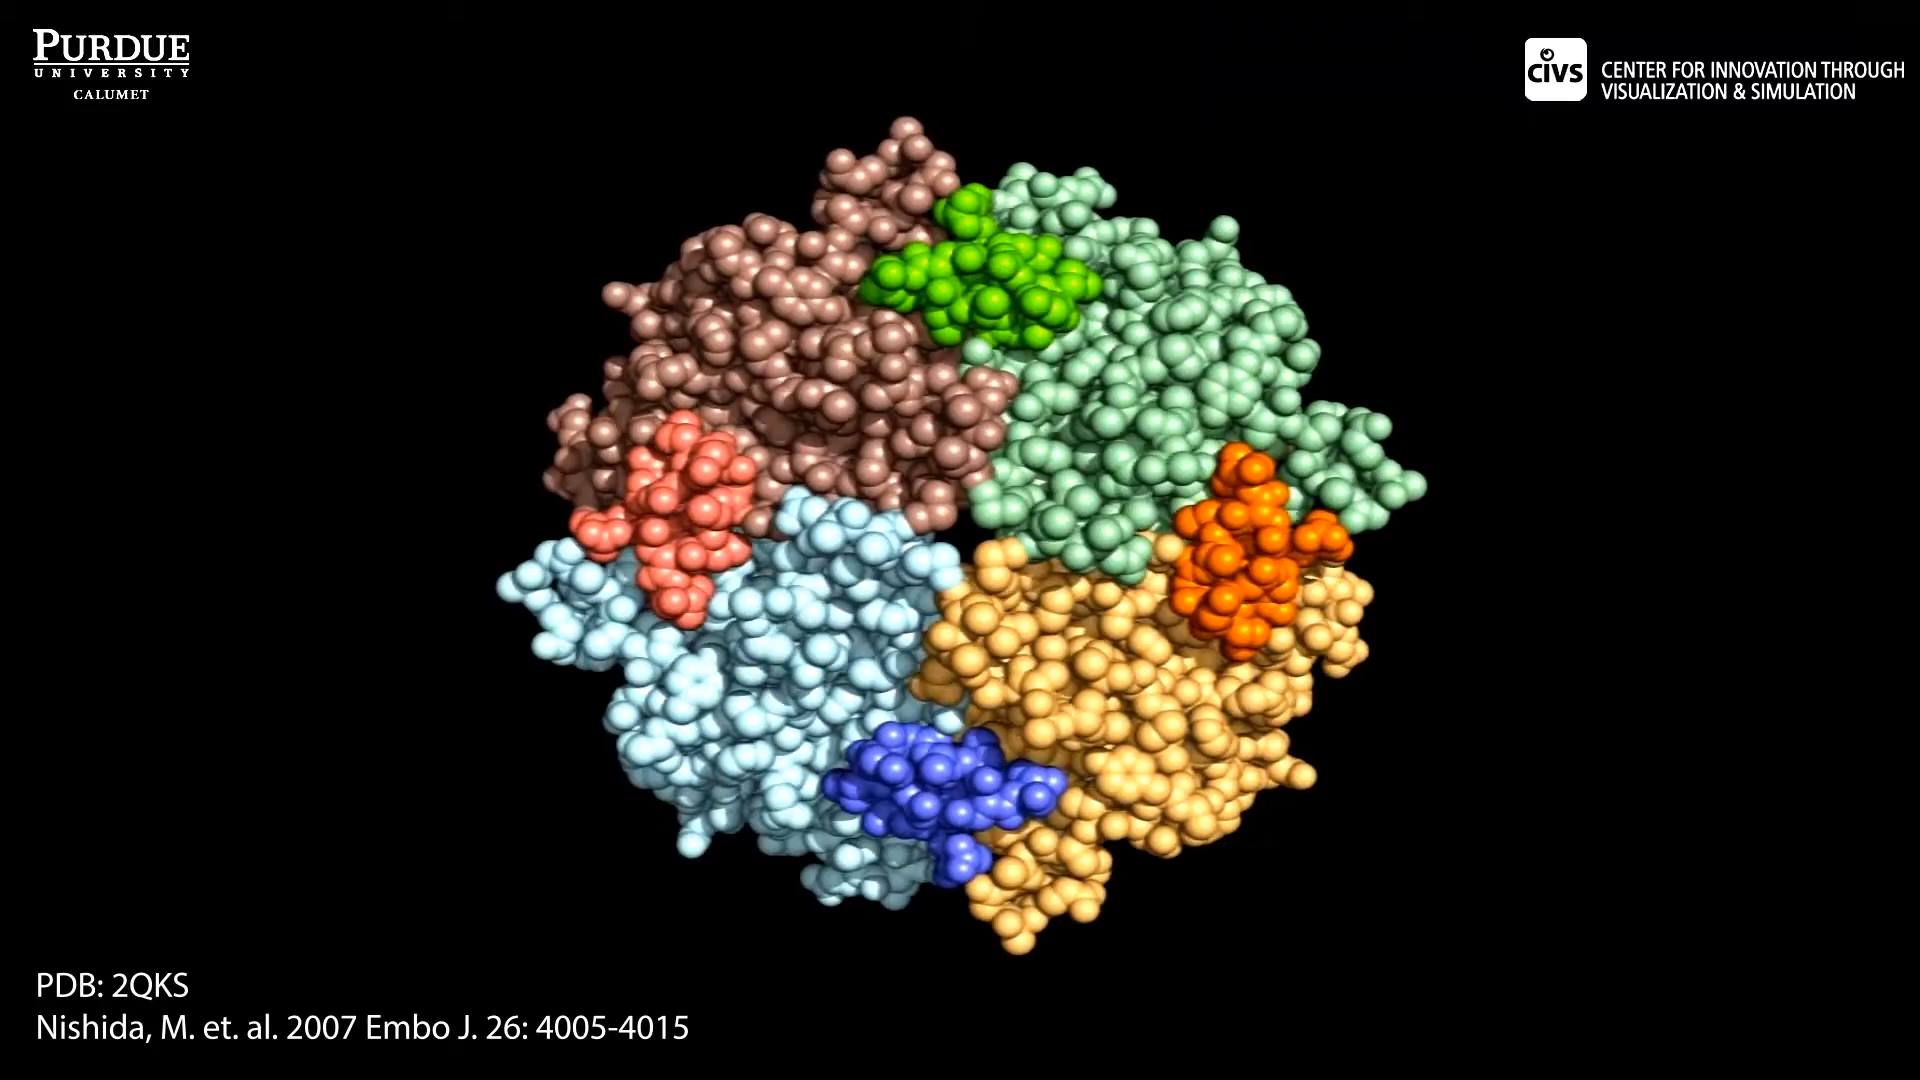 PURDUE
UNIVERSITY
CALUMET
civs
CENTER FOR INNOVATION THROUGH
VISUALIZATION & SIMULATION
PDB: 2QKS
Nishida, M. et. al. 2007 Embo J. 26: 4005-4015